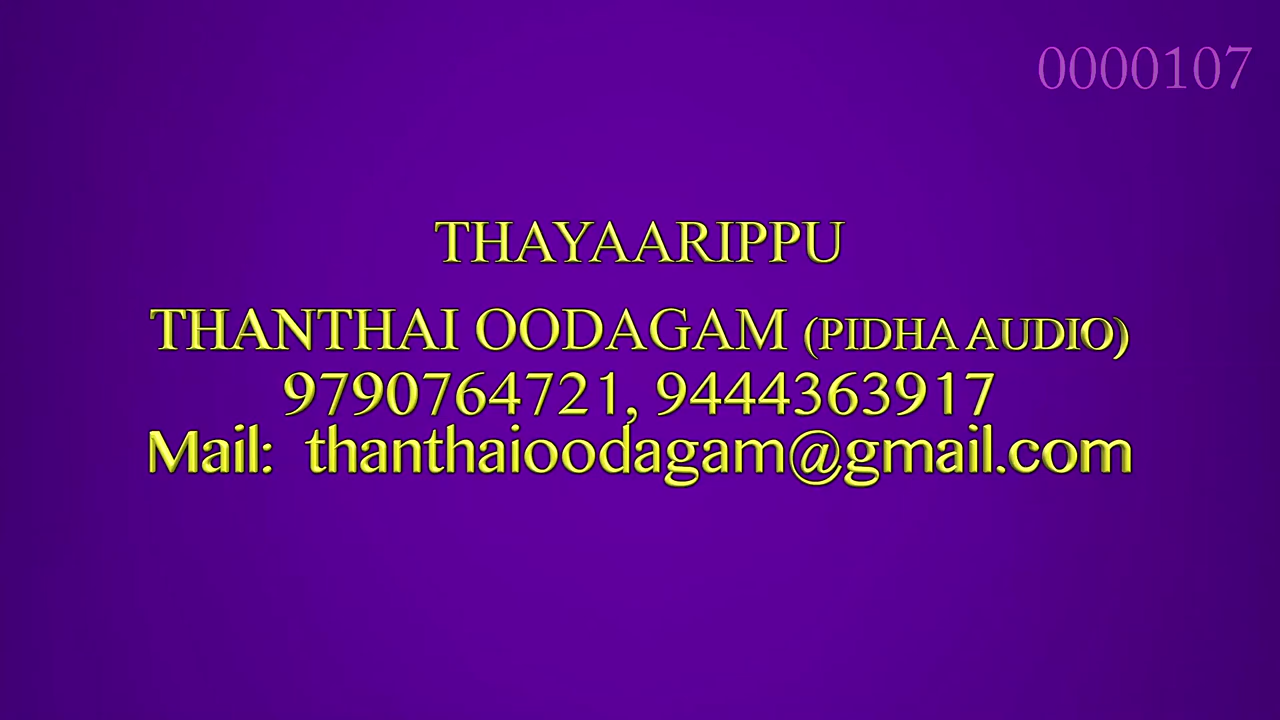 0000107
THAYAARIPPU
THANTHAI OODAGAM (PIDHA AUDIO)
9790764721, 9444363917
Mail: thanthaioodagam@gmail.com